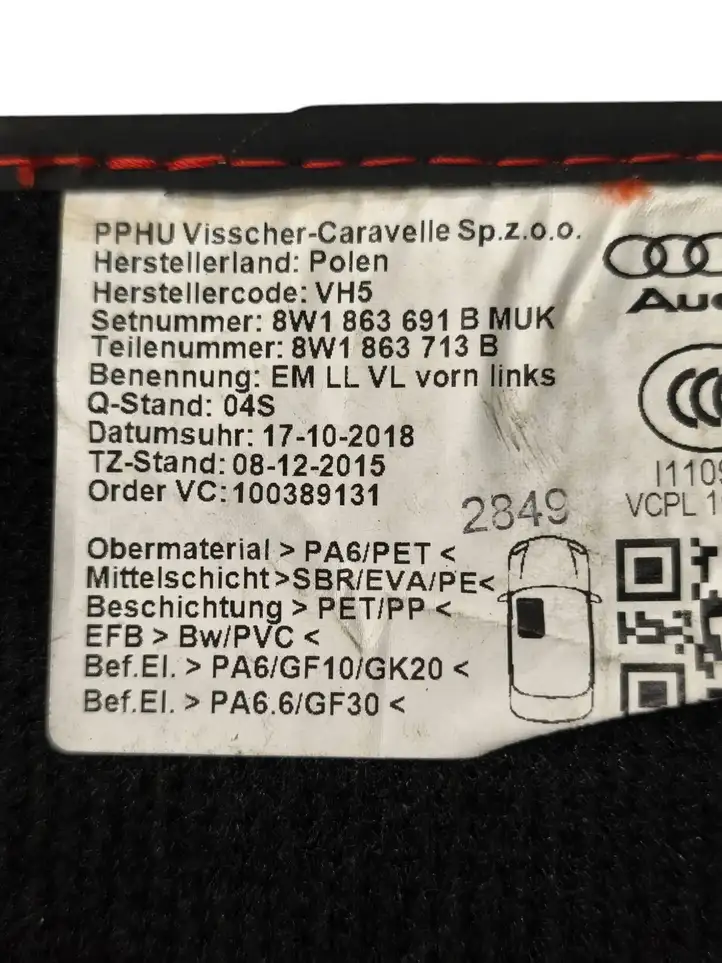 PPHU Visscher-Caravelle Sp.z.o.o.
Herstellerland: Polen
Herstellercode: VH5
Setnummer: 8W1 863 691 B MUK
Teilenummer: 8W1 863 713 B
Benennung: EM LL VL vorn links
Q-Stand: 04S
Datumsuhr: 17-10-2018
TZ-Stand: 08-12-2015
Order VC:100389131
2849
Obermaterial > PA6/PET <
Mittelschicht>SBR/EVA/PE<
Beschichtung > PET/PP <
EFB > Bw/PVC <
Bef.El. > PA6/GF10/GK20 <
Bef.El. > PA6.6/GF30 <
VCPL